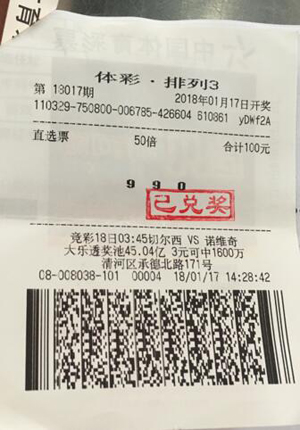 体彩·排列3
第 18017期 2018年01月17日开奖
110329-750800-006785-426604 610861 yDWf2A
直选票 50倍 合计100元
9 9 0
已兑奖
竞彩18日03:45切尔西 VS 诺维奇
大乐透奖池45.04亿 3元可中1600万
清河区承德北路171号
08-008038-101 00004 18/01/17 14:28:42